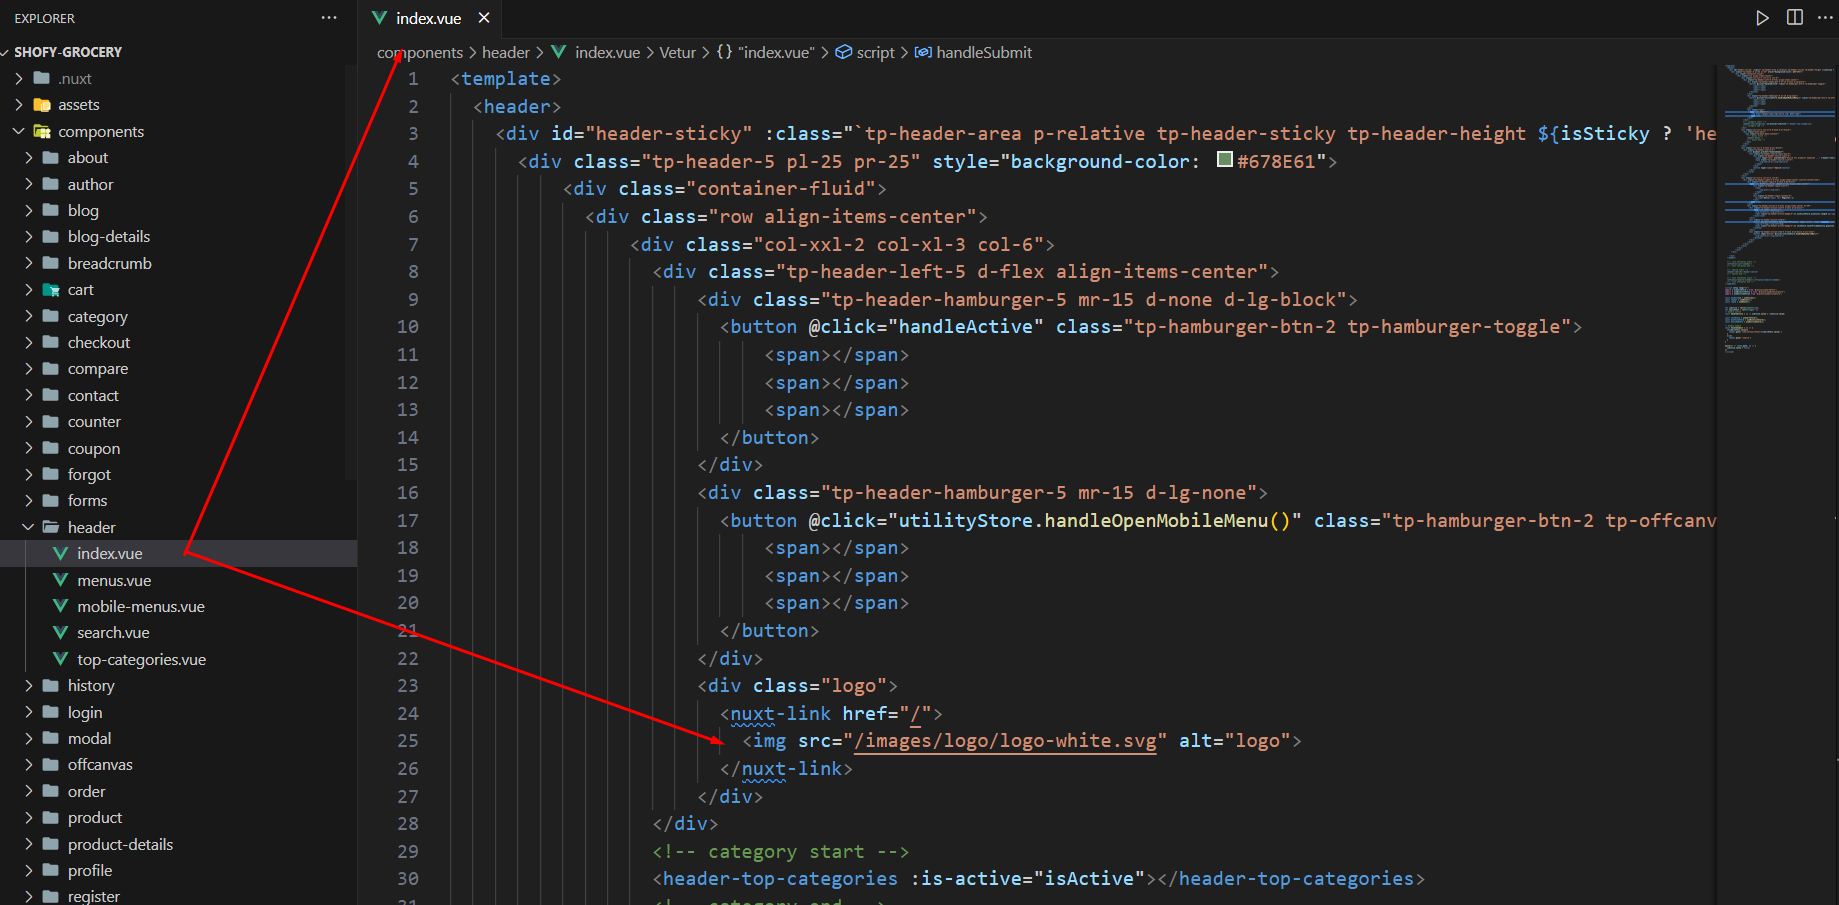 EXPLORER
SHOFY-GROCERY
.nuxt
assets
components
about
author
blog
blog-details
breadcrumb
cart
category
checkout
compare
contact
counter
coupon
forgot
forms
header
index.vue
menus.vue
mobile-menus.vue
search.vue
top-categories.vue
history
login
modal
offcanvas
order
product
product-details
profile
register
index.vue
components > header > index.vue > Vetur > {} "index.vue" > script > handleSubmit
1 <template>
2 <header>
3 <div id="header-sticky" :class="`tp-header-area p-relative tp-header-sticky tp-header-height ${isSticky ? 'he
4 <div class="tp-header-5 pl-25 pr-25" style="background-color: #678E61">
5 <div class="container-fluid">
6 <div class="row align-items-center">
7 <div class="col-xxl-2 col-xl-3 col-6">
8 <div class="tp-header-left-5 d-flex align-items-center">
9 <div class="tp-header-hamburger-5 mr-15 d-none d-lg-block">
10 <button @click="handleActive" class="tp-hamburger-btn-2 tp-hamburger-toggle">
11 <span></span>
12 <span></span>
13 <span></span>
14 </button>
15 </div>
16 <div class="tp-header-hamburger-5 mr-15 d-lg-none">
17 <button @click="utilityStore.handleOpenMobileMenu()" class="tp-hamburger-btn-2 tp-offcanv
18 <span></span>
19 <span></span>
20 <span></span>
21 </button>
22 </div>
23 <div class="logo">
24 <nuxt-link href="/">
25 <img src="/images/logo/logo-white.svg" alt="logo">
26 </nuxt-link>
27 </div>
28 </div>
29 <!-- category start -->
30 <header-top-categories :is-active="isActive"></header-top-categories>